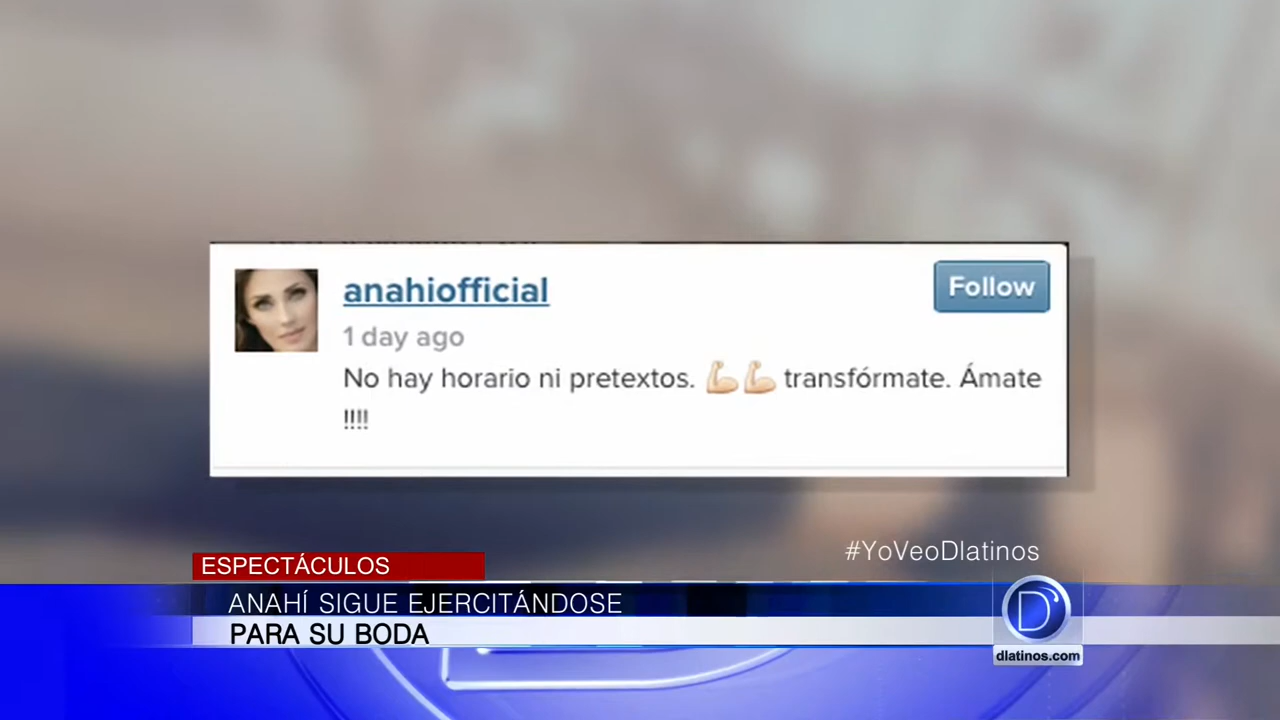 anahiofficial
Follow
1 day ago
No hay horario ni pretextos. 💪💪 transfórmate. Ámate
!!!!
#YoVeoDlatinos
ESPECTÁCULOS
ANAHÍ SIGUE EJERCITÁNDOSE
PARA SU BODA
D
dlatinos.com